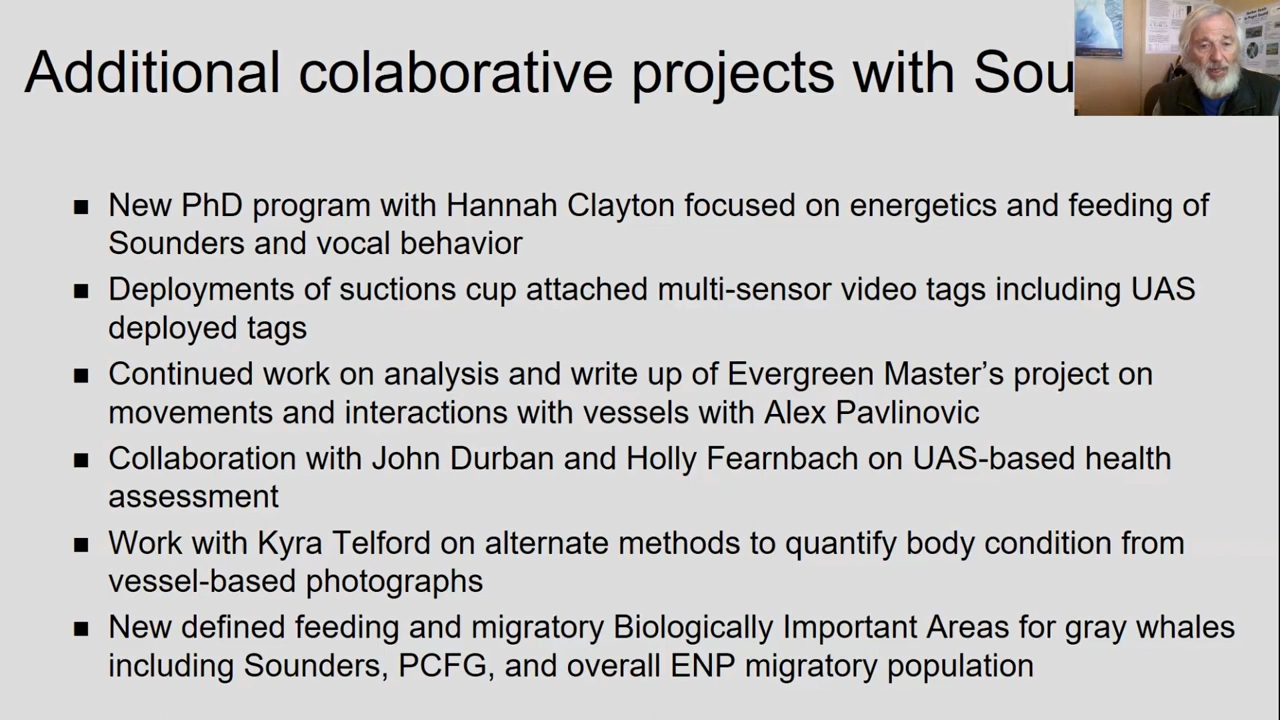 Additional colaborative projects with Sou
■ New PhD program with Hannah Clayton focused on energetics and feeding of
Sounders and vocal behavior
■ Deployments of suctions cup attached multi-sensor video tags including UAS
deployed tags
■ Continued work on analysis and write up of Evergreen Master’s project on
movements and interactions with vessels with Alex Pavlinovic
■ Collaboration with John Durban and Holly Fearnbach on UAS-based health
assessment
■ Work with Kyra Telford on alternate methods to quantify body condition from
vessel-based photographs
■ New defined feeding and migratory Biologically Important Areas for gray whales
including Sounders, PCFG, and overall ENP migratory population